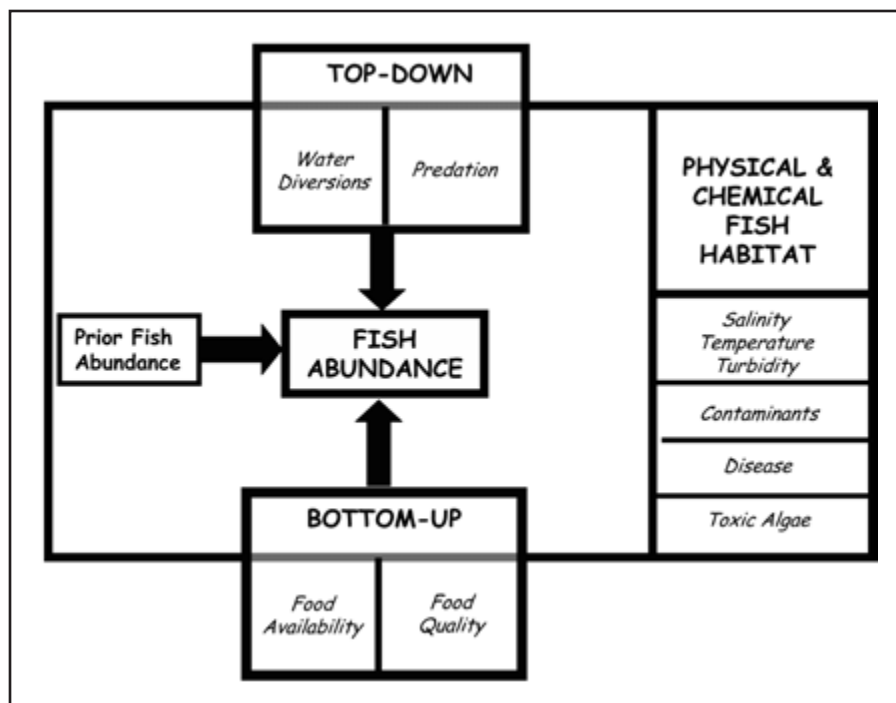 TOP-DOWN
Water
Diversions
Predation
PHYSICAL &
CHEMICAL
FISH
HABITAT
Salinity
Temperature
Turbidity
Contaminants
Disease
Toxic Algae
Prior Fish
Abundance
FISH
ABUNDANCE
BOTTOM-UP
Food
Availability
Food
Quality